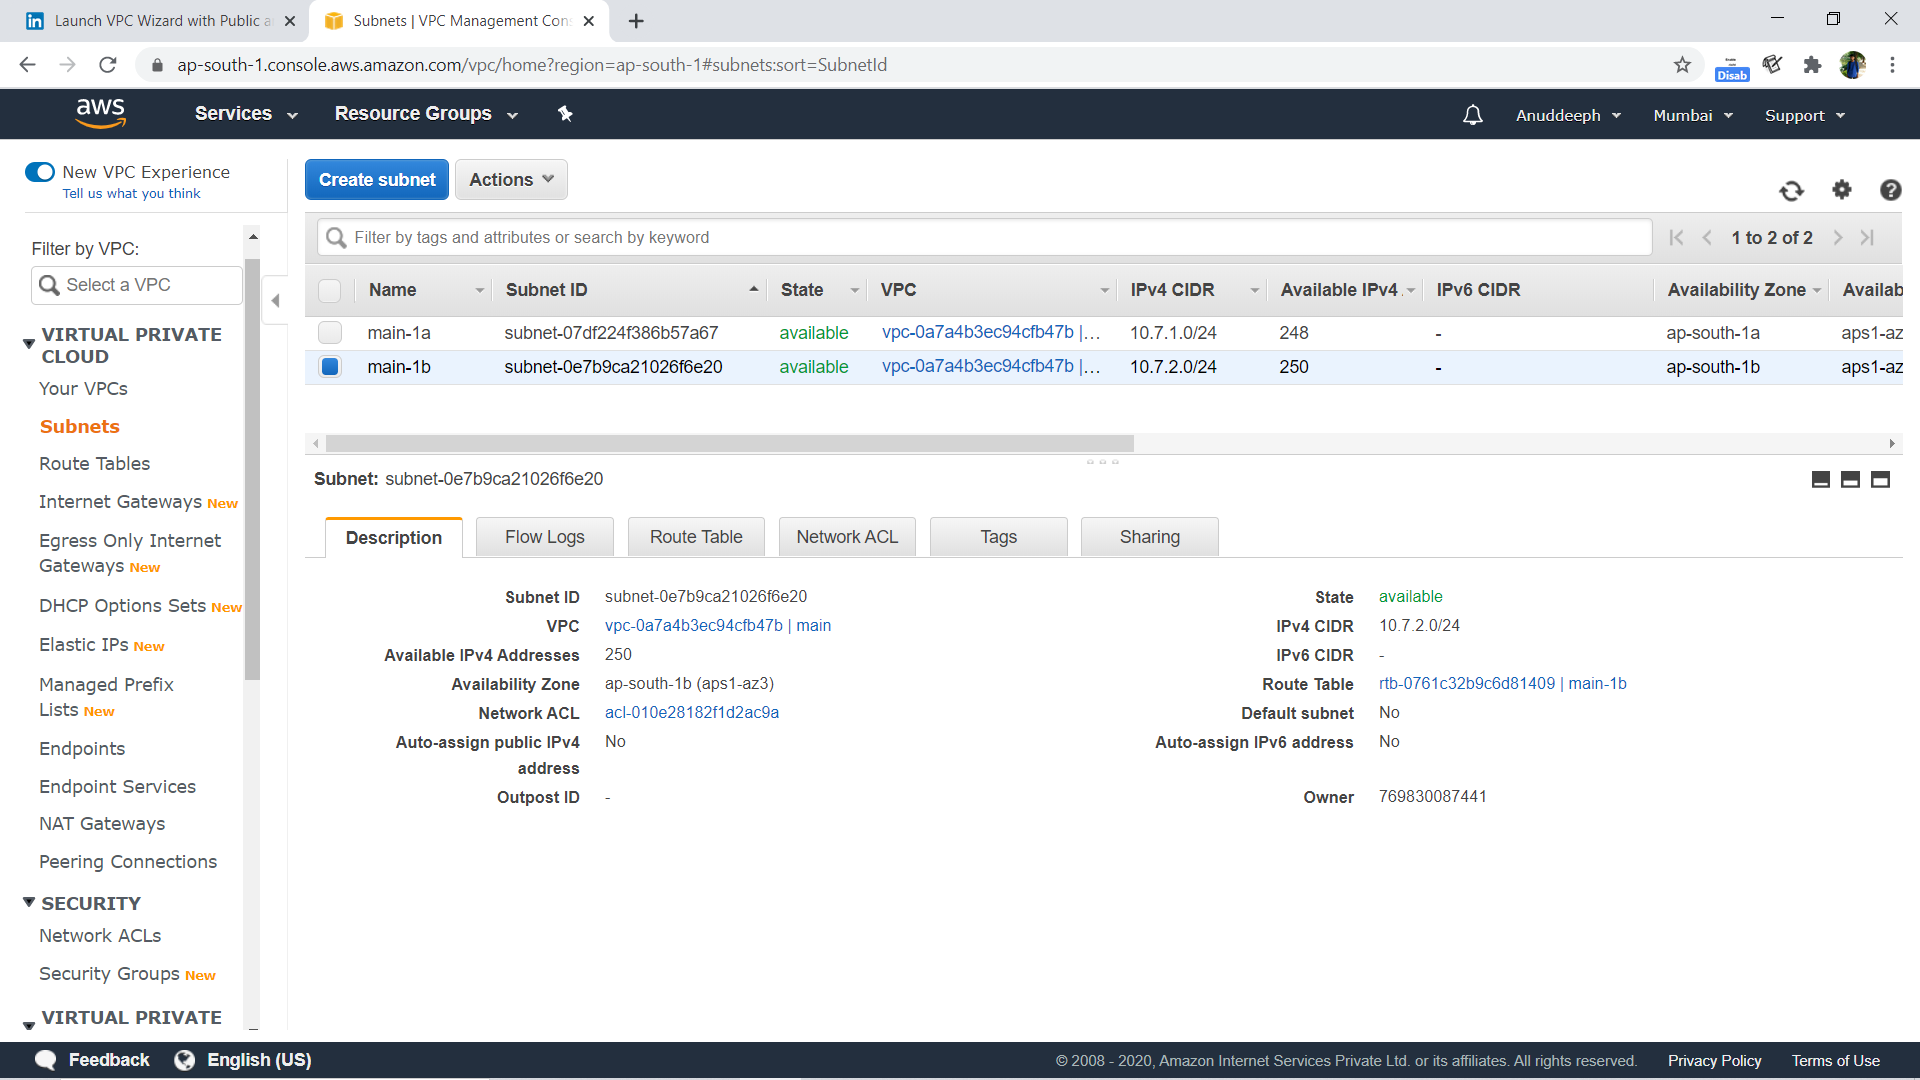 Launch VPC Wizard with Public a
Subnets | VPC Management Con
ap-south-1.console.aws.amazon.com/vpc/home?region=ap-south-1#subnets:sort=SubnetId
Disab
aws
Services
Resource Groups
Anuddeeph
Mumbai
Support
New VPC Experience
Tell us what you think
Create subnet
Actions
Filter by VPC:
Select a VPC
Filter by tags and attributes or search by keyword
1 to 2 of 2
Name Subnet ID State VPC IPv4 CIDR Available IPv4 IPv6 CIDR Availability Zone Availab
main-1a subnet-07df224f386b57a67 available vpc-0a7a4b3ec94cfb47b |... 10.7.1.0/24 248 - ap-south-1a aps1-az
main-1b subnet-0e7b9ca21026f6e20 available vpc-0a7a4b3ec94cfb47b |... 10.7.2.0/24 250 - ap-south-1b aps1-az
VIRTUAL PRIVATE
CLOUD
Your VPCs
Subnets
Route Tables
Internet Gateways New
Egress Only Internet
Gateways New
DHCP Options Sets New
Elastic IPs New
Managed Prefix
Lists New
Endpoints
Endpoint Services
NAT Gateways
Peering Connections
SECURITY
Network ACLs
Security Groups New
VIRTUAL PRIVATE
Subnet: subnet-0e7b9ca21026f6e20
Description Flow Logs Route Table Network ACL Tags Sharing
Subnet ID subnet-0e7b9ca21026f6e20
VPC vpc-0a7a4b3ec94cfb47b | main
Available IPv4 Addresses 250
Availability Zone ap-south-1b (aps1-az3)
Network ACL acl-010e28182f1d2ac9a
Auto-assign public IPv4 No
address
Outpost ID -
State available
IPv4 CIDR 10.7.2.0/24
IPv6 CIDR -
Route Table rtb-0761c32b9c6d81409 | main-1b
Default subnet No
Auto-assign IPv6 address No
Owner 769830087441
Feedback
English (US)
© 2008 - 2020, Amazon Internet Services Private Ltd. or its affiliates. All rights reserved.
Privacy Policy
Terms of Use